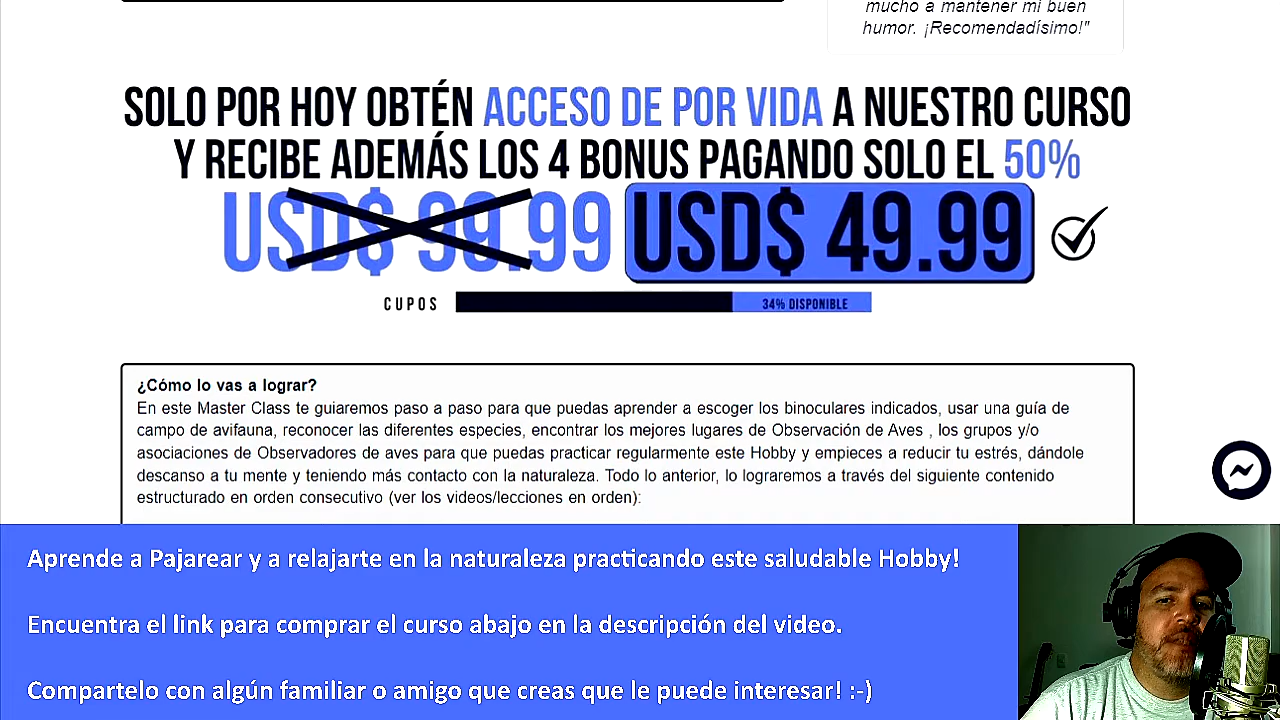 mucho a mantener mi buen
humor. ¡Recomendadísimo!"
SOLO POR HOY OBTÉN ACCESO DE POR VIDA A NUESTRO CURSO
Y RECIBE ADEMÁS LOS 4 BONUS PAGANDO SOLO EL 50%
USD$ 99.99 USD$ 49.99
CUPOS 34% DISPONIBLE
¿Cómo lo vas a lograr?
En este Master Class te guiaremos paso a paso para que puedas aprender a escoger los binoculares indicados, usar una guía de
campo de avifauna, reconocer las diferentes especies, encontrar los mejores lugares de Observación de Aves , los grupos y/o
asociaciones de Observadores de aves para que puedas practicar regularmente este Hobby y empieces a reducir tu estrés, dándole
descanso a tu mente y teniendo más contacto con la naturaleza. Todo lo anterior, lo lograremos a través del siguiente contenido
estructurado en orden consecutivo (ver los videos/lecciones en orden):
Aprende a Pajarear y a relajarte en la naturaleza practicando este saludable Hobby!
Encuentra el link para comprar el curso abajo en la descripción del video.
Compartelo con algún familiar o amigo que creas que le puede interesar! :-)